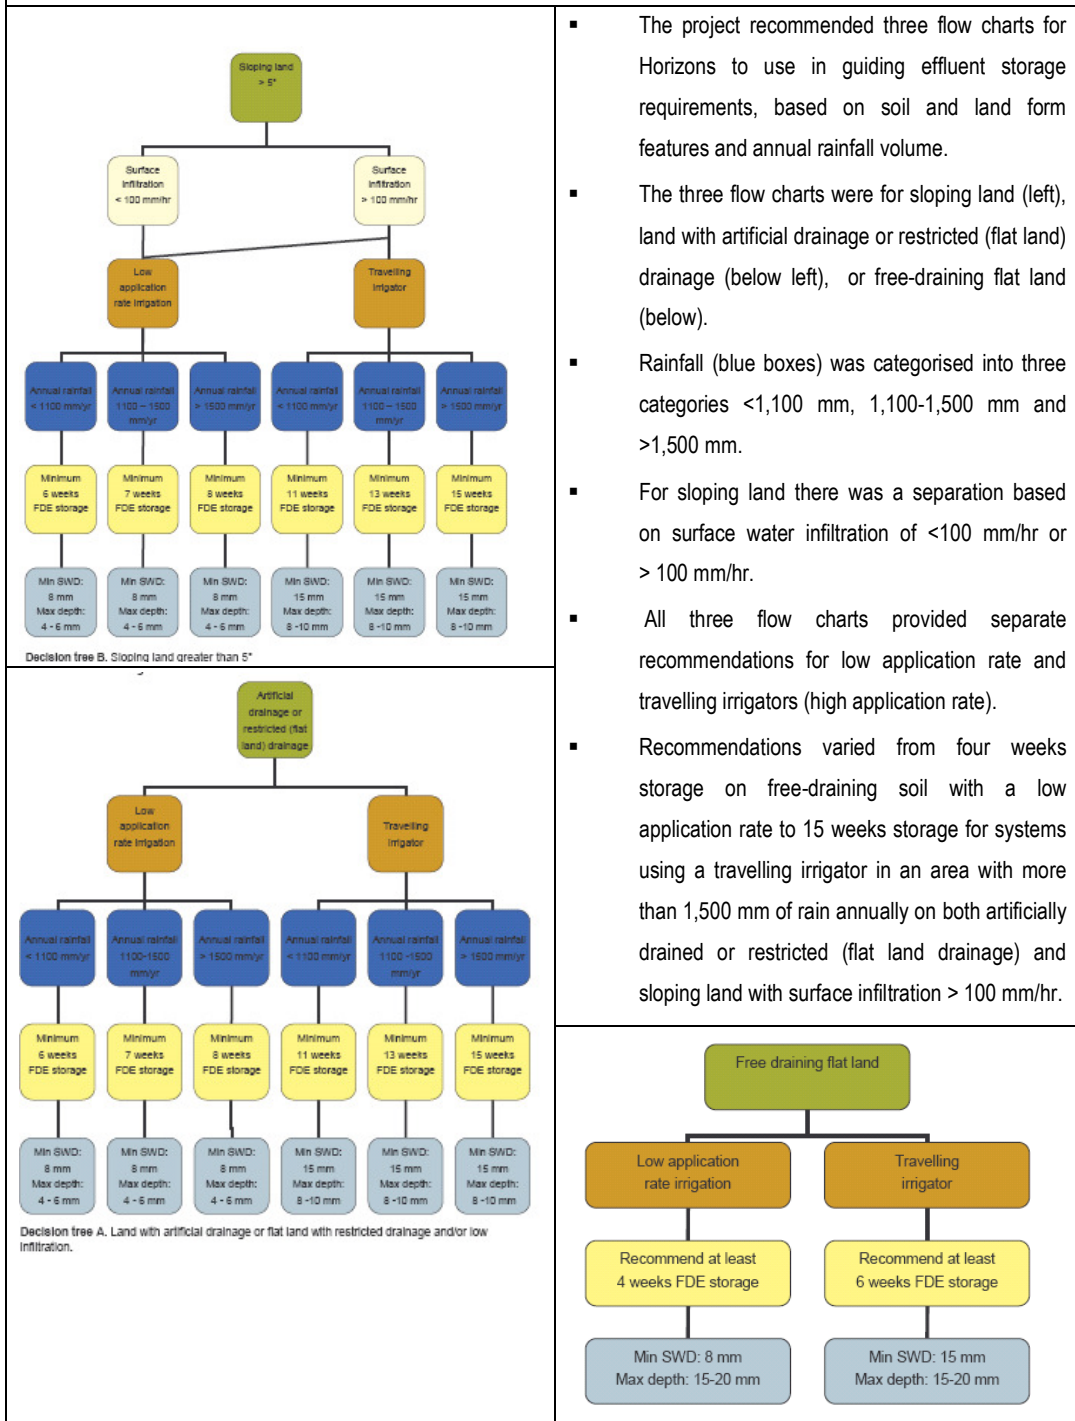 Sloping land
> 5°
Surface
Infiltration
< 100 mm/hr
Surface
Infiltration
> 100 mm/hr
Low
application
rate irrigation
Travelling
irrigator
Annual rainfall
< 1100 mm/yr
Annual rainfall
1100 – 1500
mm/yr
Annual rainfall
> 1500 mm/yr
Annual rainfall
< 1100 mm/yr
Annual rainfall
1100 – 1500
mm/yr
Annual rainfall
> 1500 mm/yr
Minimum
6 weeks
FDE storage
Minimum
7 weeks
FDE storage
Minimum
8 weeks
FDE storage
Minimum
11 weeks
FDE storage
Minimum
13 weeks
FDE storage
Minimum
15 weeks
FDE storage
Min SWD:
8 mm
Max depth:
4 - 6 mm
Min SWD:
8 mm
Max depth:
4 - 6 mm
Min SWD:
8 mm
Max depth:
4 - 6 mm
Min SWD:
15 mm
Max depth:
8 -10 mm
Min SWD:
15 mm
Max depth:
8 -10 mm
Min SWD:
15 mm
Max depth:
8 -10 mm
Decision tree B. Sloping land greater than 5°
Artificial
drainage or
restricted (flat
land) drainage
Low
application
rate irrigation
Travelling
irrigator
Annual rainfall
< 1100 mm/yr
Annual rainfall
1100-1500
mm/yr
Annual rainfall
> 1500 mm/yr
Annual rainfall
< 1100 mm/yr
Annual rainfall
1100 -1500
mm/yr
Annual rainfall
> 1500 mm/yr
Minimum
6 weeks
FDE storage
Minimum
7 weeks
FDE storage
Minimum
8 weeks
FDE storage
Minimum
11 weeks
FDE storage
Minimum
13 weeks
FDE storage
Minimum
15 weeks
FDE storage
Min SWD:
8 mm
Max depth:
4 - 6 mm
Min SWD:
8 mm
Max depth:
4 - 6 mm
Min SWD:
8 mm
Max depth:
4 - 6 mm
Min SWD:
15 mm
Max depth:
8 -10 mm
Min SWD:
15 mm
Max depth:
8 -10 mm
Min SWD:
15 mm
Max depth:
8 -10 mm
Decision tree A. Land with artificial drainage or flat land with restricted drainage and/or low
infiltration.
▪ The project recommended three flow charts for
Horizons to use in guiding effluent storage
requirements, based on soil and land form
features and annual rainfall volume.
▪ The three flow charts were for sloping land (left),
land with artificial drainage or restricted (flat land)
drainage (below left), or free-draining flat land
(below).
▪ Rainfall (blue boxes) was categorised into three
categories <1,100 mm, 1,100-1,500 mm and
>1,500 mm.
▪ For sloping land there was a separation based
on surface water infiltration of <100 mm/hr or
> 100 mm/hr.
▪ All three flow charts provided separate
recommendations for low application rate and
travelling irrigators (high application rate).
▪ Recommendations varied from four weeks
storage on free-draining soil with a low
application rate to 15 weeks storage for systems
using a travelling irrigator in an area with more
than 1,500 mm of rain annually on both artificially
drained or restricted (flat land drainage) and
sloping land with surface infiltration > 100 mm/hr.
Free draining flat land
Low application
rate irrigation
Travelling
irrigator
Recommend at least
4 weeks FDE storage
Recommend at least
6 weeks FDE storage
Min SWD: 8 mm
Max depth: 15-20 mm
Min SWD: 15 mm
Max depth: 15-20 mm